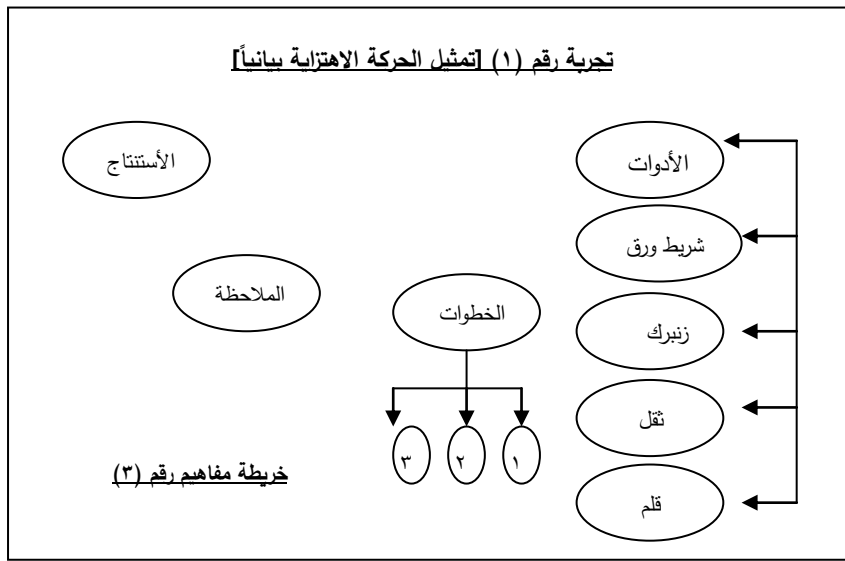 تجربة رقم (١) [تمثيل الحركة الاهتزاية بيانياً]
الأدوات
شريط ورق
زنبرك
ثقل
قلم
الخطوات
١
٢
٣
الملاحظة
الأستنتاج
خريطة مفاهيم رقم (٣)